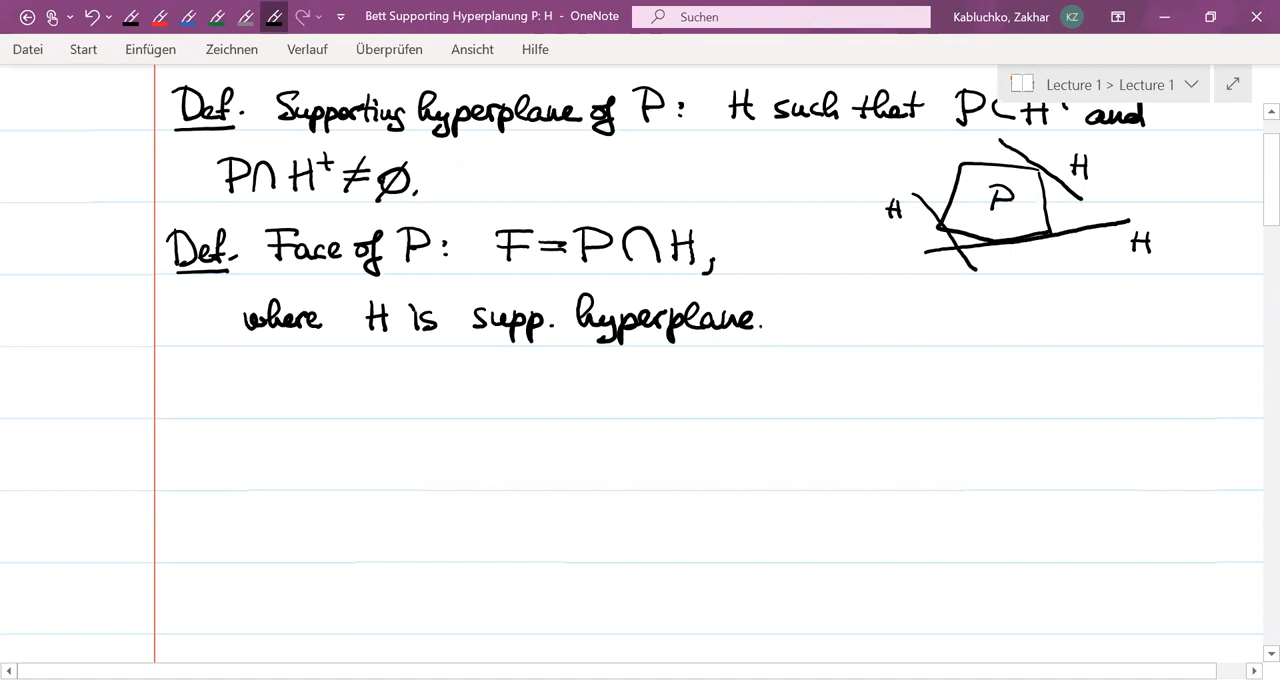 Bett Supporting Hyperplanung P: H - OneNote
Suchen
Kabluchko, Zakhar
KZ
Datei Start Einfügen Zeichnen Verlauf Überprüfen Ansicht Hilfe
Lecture 1 > Lecture 1
Def. Supporting hyperplane of P: H such that P⊂H⁺ and
P∩H⁺≠∅.
H
P
H
H
Def. Face of P: F=P∩H,
where H is supp. hyperplane.